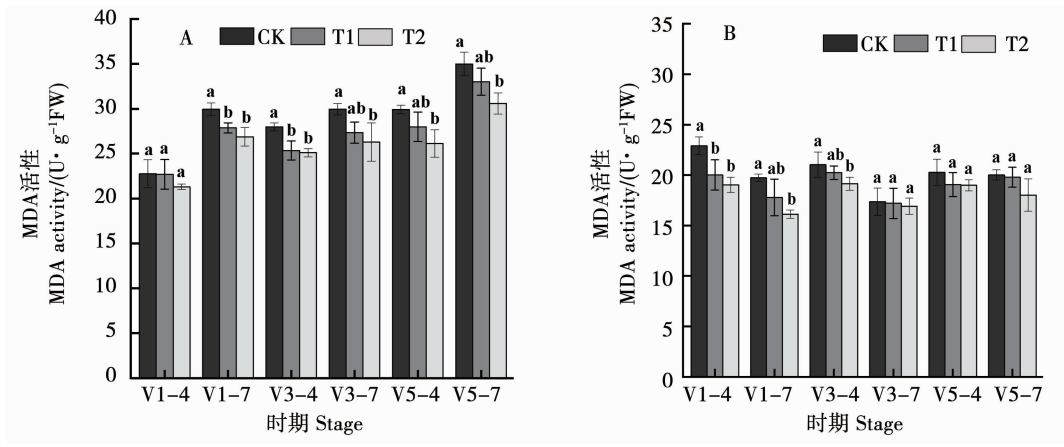 A
CK T1 T2
MDA活性/(U· g⁻¹FW)
MDA activity/(U· g⁻¹FW)
40
35
30
25
20
15
10
5
0
a a a
a b b
a b b
a ab b
a ab b
a ab b
V1-4 V1-7 V3-4 V3-7 V5-4 V5-7
时期 Stage
B
CK T1 T2
MDA活性/(U· g⁻¹FW)
MDA activity/(U· g⁻¹FW)
35
30
25
20
15
10
5
0
a b b
a ab b
a ab b
a a a
a a a
a a a
V1-4 V1-7 V3-4 V3-7 V5-4 V5-7
时期 Stage